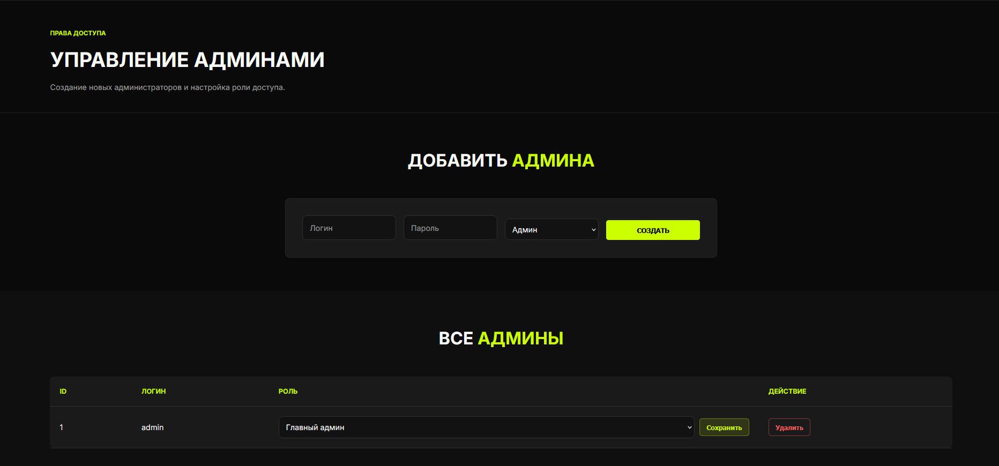 ПРАВА ДОСТУПА
УПРАВЛЕНИЕ АДМИНАМИ
Создание новых администраторов и настройка роли доступа.
ДОБАВИТЬ АДМИНА
Логин Пароль Админ СОЗДАТЬ
ВСЕ АДМИНЫ
ID ЛОГИН РОЛЬ ДЕЙСТВИЕ
1 admin Главный админ Сохранить Удалить